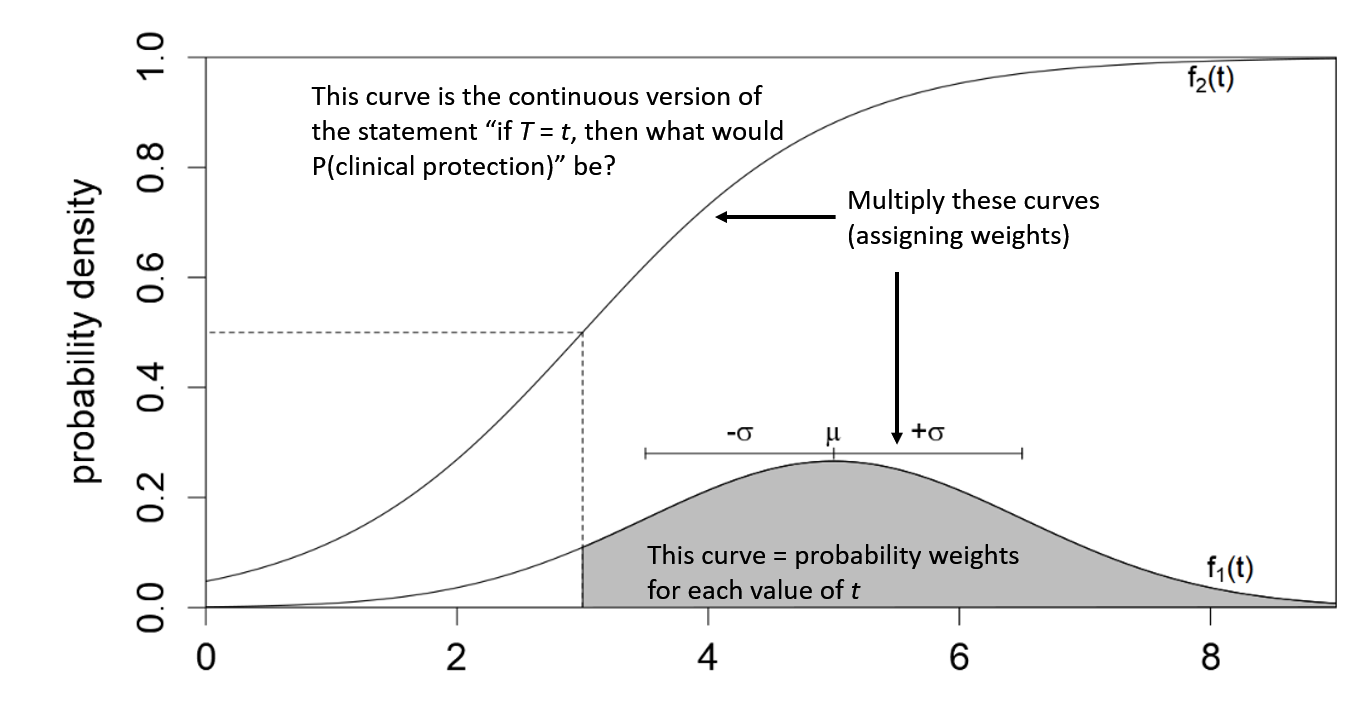 1.0
0.8
0.6
0.4
0.2
0.0
probability density
This curve is the continuous version of
the statement “if T = t, then what would
P(clinical protection)” be?
f₂(t)
Multiply these curves
(assigning weights)
-σ μ +σ
This curve = probability weights
for each value of t
f₁(t)
0 2 4 6 8